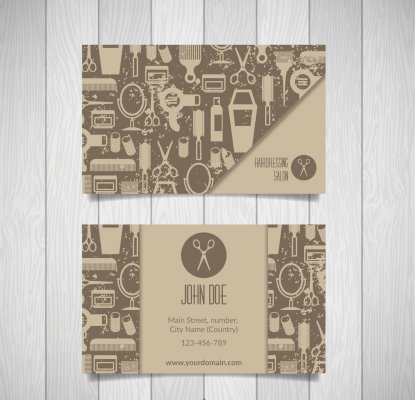 HAIRDRESSING
SALON
JOHN DOE
Main Street, number,
City Name (Country)
123-456-789
www.yourdomain.com